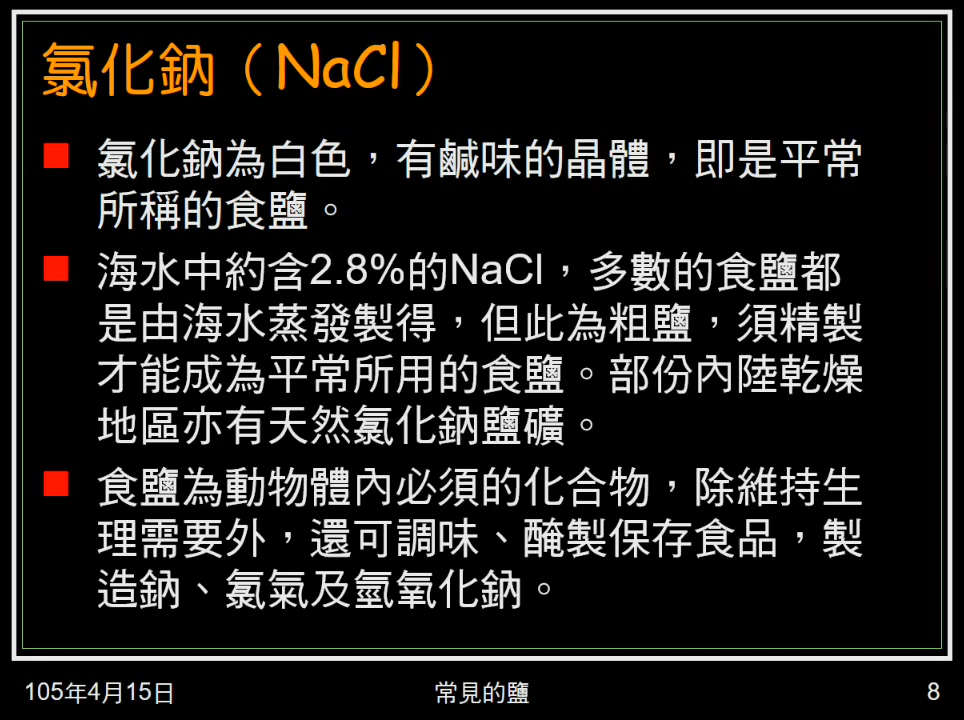 氯化鈉（NaCl）
氯化鈉為白色，有鹹味的晶體，即是平常
所稱的食鹽。
海水中約含2.8%的NaCl，多數的食鹽都
是由海水蒸發製得，但此為粗鹽，須精製
才能成為平常所用的食鹽。部份內陸乾燥
地區亦有天然氯化鈉鹽礦。
食鹽為動物體內必須的化合物，除維持生
理需要外，還可調味、醃製保存食品，製
造鈉、氯氣及氫氧化鈉。
105年4月15日
常見的鹽
8